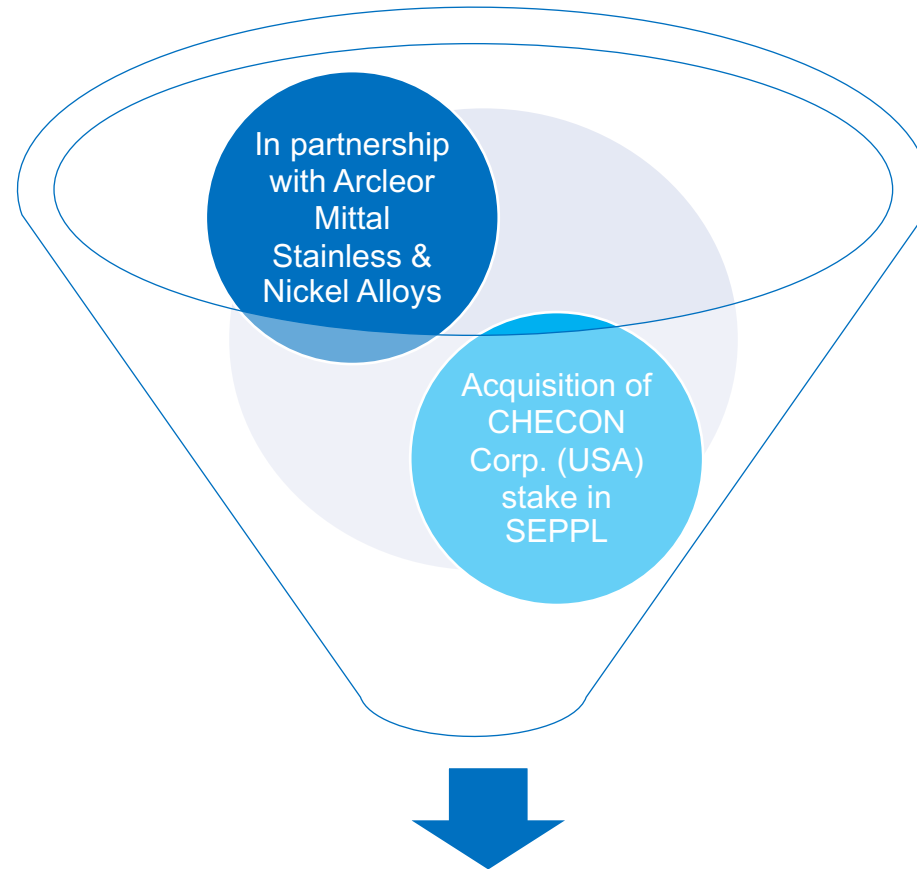 In partnership
with Arcleor
Mittal
Stainless &
Nickel Alloys
Acquisition of
CHECON
Corp. (USA)
stake in
SEPPL